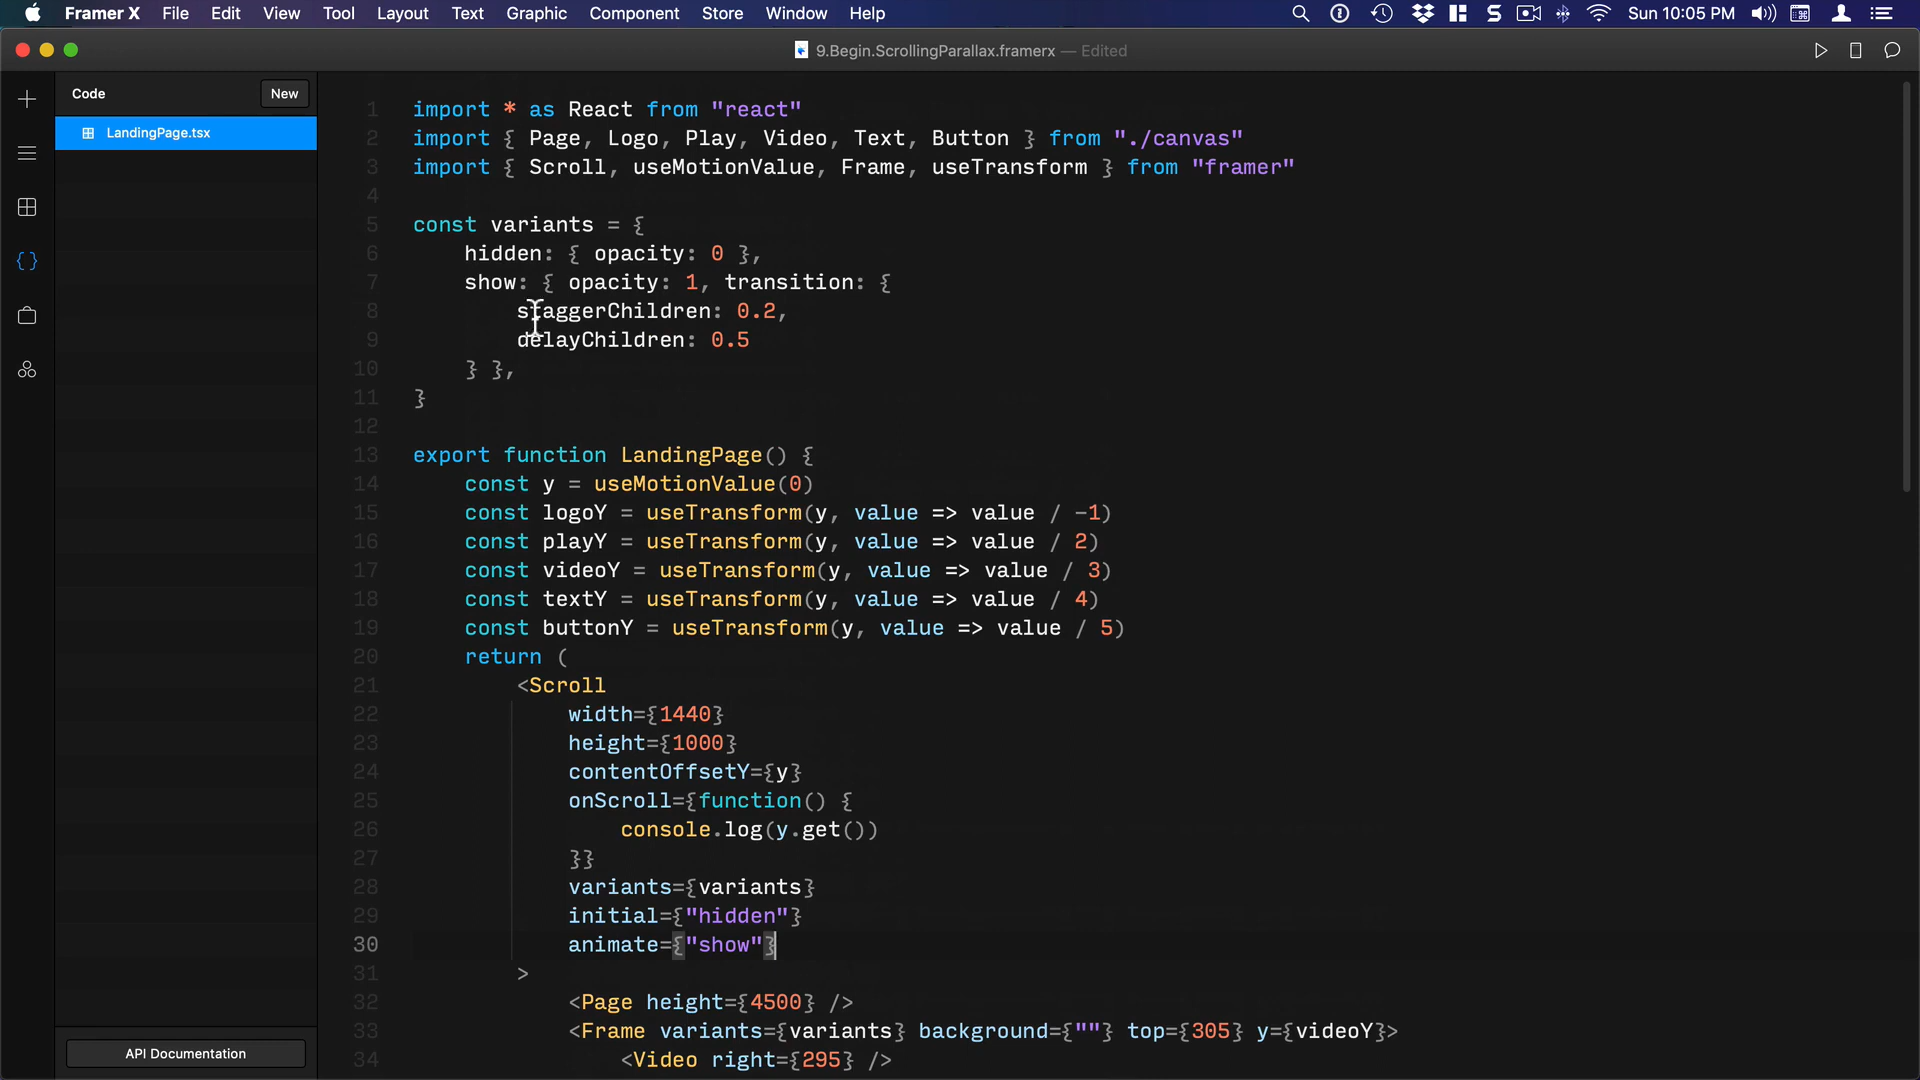 Framer X File Edit View Tool Layout Text Graphic Component Store Window Help Sun 10:05 PM
9.Begin.ScrollingParallax.framerx — Edited
Code New
LandingPage.tsx
1 import * as React from "react"
2 import { Page, Logo, Play, Video, Text, Button } from "./canvas"
3 import { Scroll, useMotionValue, Frame, useTransform } from "framer"
4
5 const variants = {
6 hidden: { opacity: 0 },
7 show: { opacity: 1, transition: {
8 staggerChildren: 0.2,
9 delayChildren: 0.5
10 } },
11 }
12
13 export function LandingPage() {
14 const y = useMotionValue(0)
15 const logoY = useTransform(y, value => value / -1)
16 const playY = useTransform(y, value => value / 2)
17 const videoY = useTransform(y, value => value / 3)
18 const textY = useTransform(y, value => value / 4)
19 const buttonY = useTransform(y, value => value / 5)
20 return (
21 <Scroll
22 width={1440}
23 height={1000}
24 contentOffsetY={y}
25 onScroll={function() {
26 console.log(y.get())
27 }}
28 variants={variants}
29 initial={"hidden"}
30 animate={"show"}
31 >
32 <Page height={4500} />
33 <Frame variants={variants} background={""} top={305} y={videoY}>
34 <Video right={295} />
API Documentation